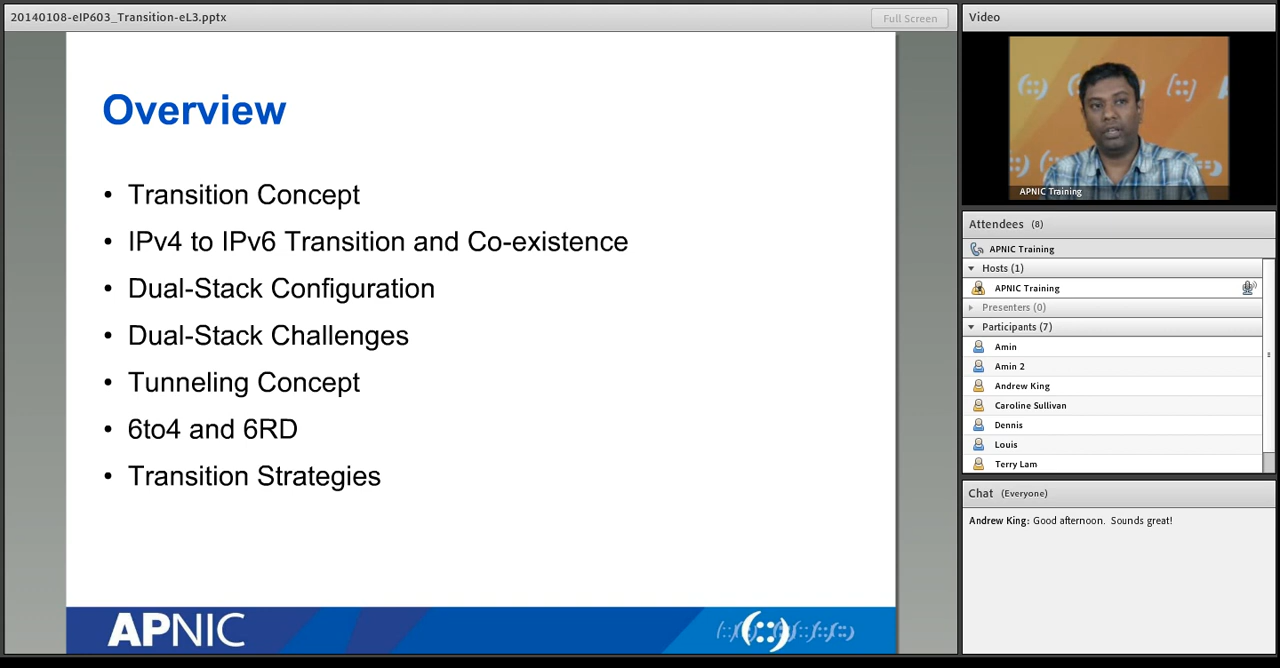 20140108-eIP603_Transition-eL3.pptx
Full Screen
Overview
• Transition Concept
• IPv4 to IPv6 Transition and Co-existence
• Dual-Stack Configuration
• Dual-Stack Challenges
• Tunneling Concept
• 6to4 and 6RD
• Transition Strategies
APNIC
(::)
Video
APNIC Training
Attendees (8)
APNIC Training
Hosts (1)
APNIC Training
Presenters (0)
Participants (7)
Amin
Amin 2
Andrew King
Caroline Sullivan
Dennis
Louis
Terry Lam
Chat (Everyone)
Andrew King: Good afternoon. Sounds great!